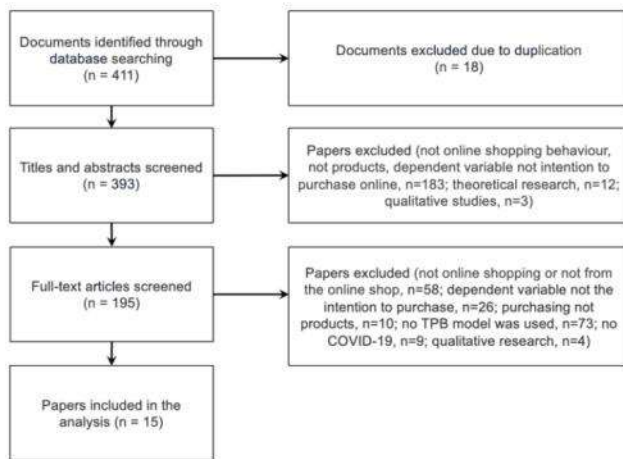 Documents identified through
database searching
(n = 411)
Documents excluded due to duplication
(n = 18)
Titles and abstracts screened
(n = 393)
Papers excluded (not online shopping behaviour,
not products, dependent variable not intention to
purchase online, n=183; theoretical research, n=12;
qualitative studies, n=3)
Full-text articles screened
(n = 195)
Papers excluded (not online shopping or not from
the online shop, n=58; dependent variable not the
intention to purchase, n=26; purchasing not
products, n=10; no TPB model was used, n=73; no
COVID-19, n=9; qualitative research, n=4)
Papers included in the
analysis (n = 15)